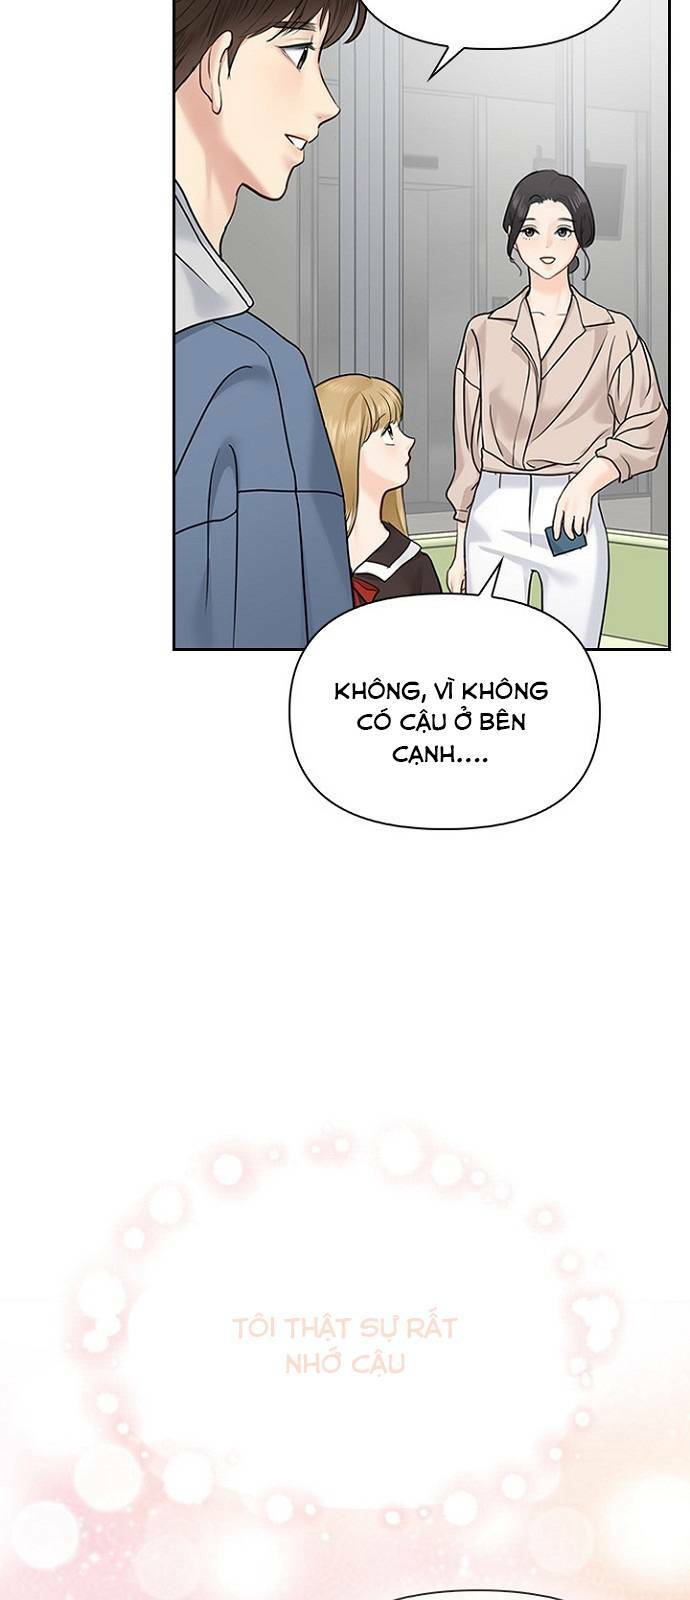 KHÔNG, VÌ KHÔNG
CÓ CẬU Ở BÊN
CẠNH....
TÔI THẬT SỰ RẤT
NHỚ CẬU